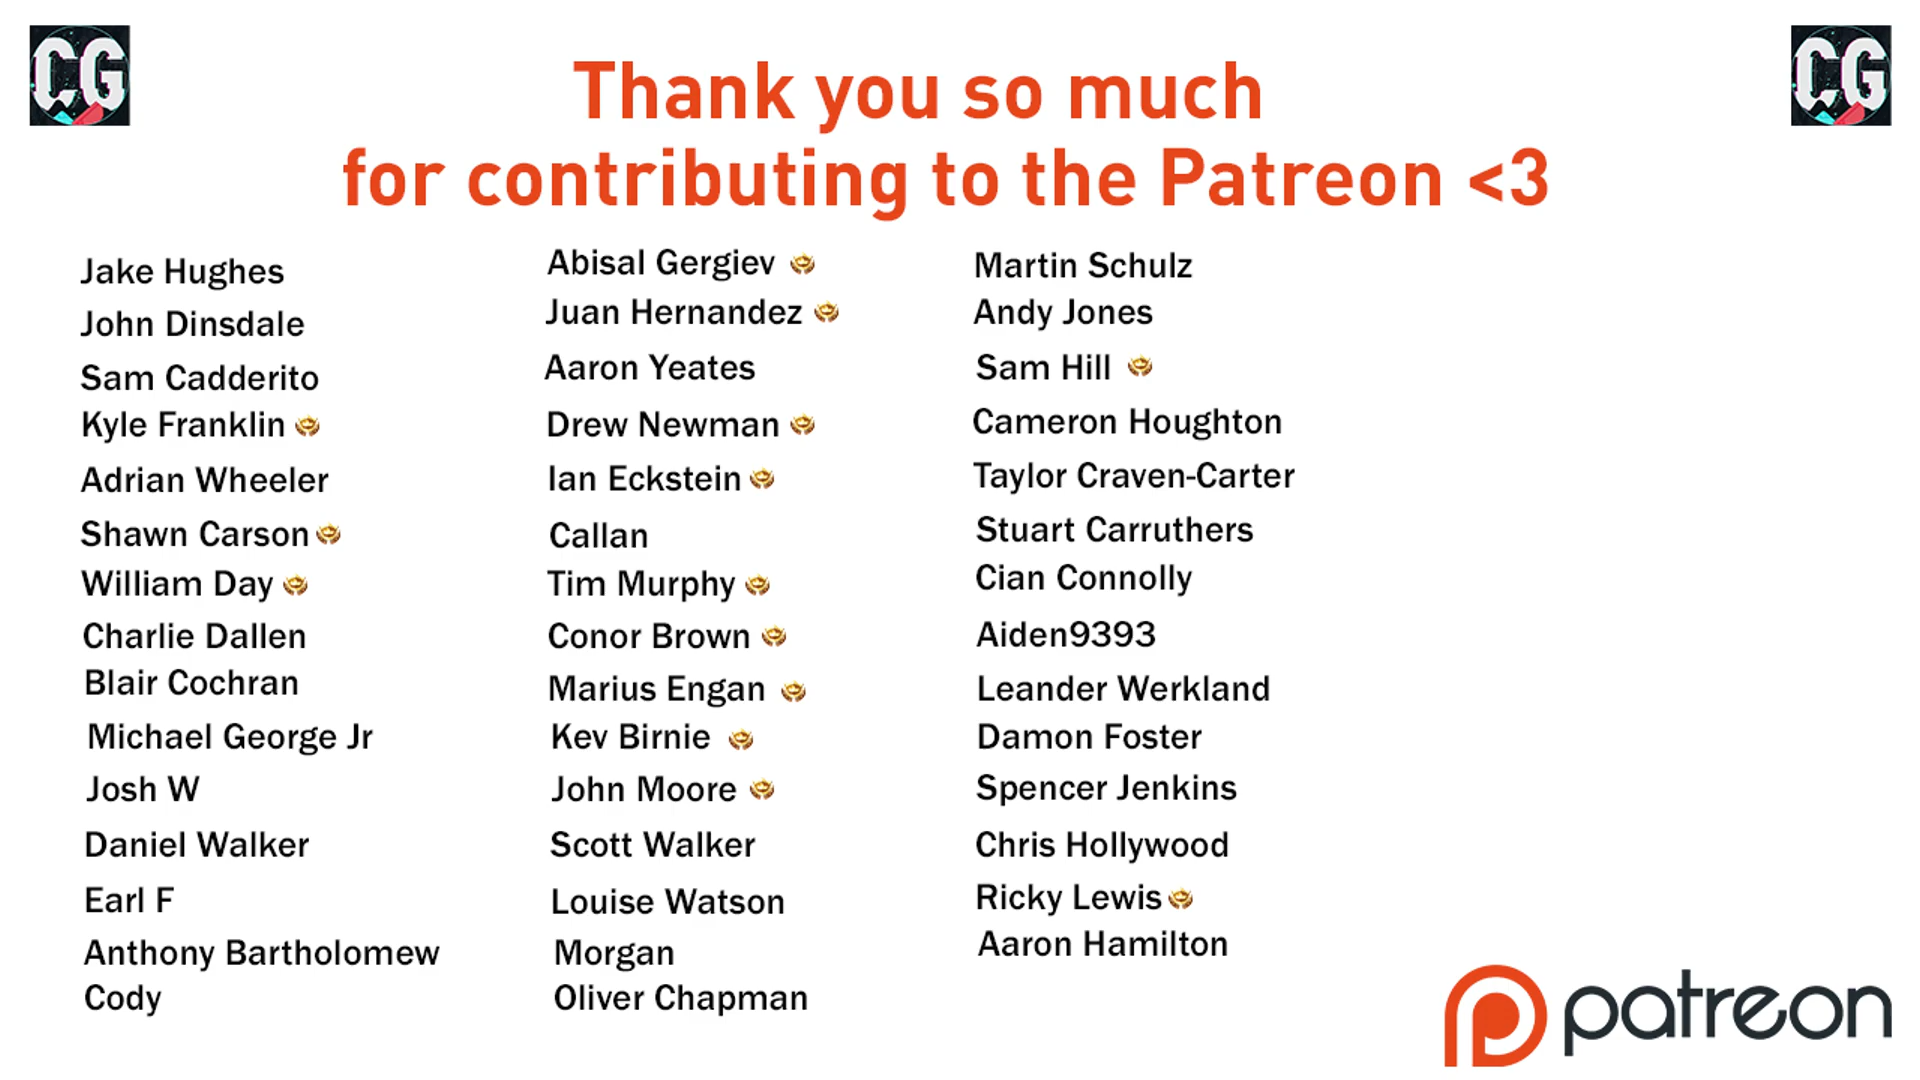 CG
CG
Thank you so much
for contributing to the Patreon <3
Jake Hughes
John Dinsdale
Sam Cadderito
Kyle Franklin
Adrian Wheeler
Shawn Carson
William Day
Charlie Dallen
Blair Cochran
Michael George Jr
Josh W
Daniel Walker
Earl F
Anthony Bartholomew
Cody
Abisal Gergiev
Juan Hernandez
Aaron Yeates
Drew Newman
Ian Eckstein
Callan
Tim Murphy
Conor Brown
Marius Engan
Kev Birnie
John Moore
Scott Walker
Louise Watson
Morgan
Oliver Chapman
Martin Schulz
Andy Jones
Sam Hill
Cameron Houghton
Taylor Craven-Carter
Stuart Carruthers
Cian Connolly
Aiden9393
Leander Werkland
Damon Foster
Spencer Jenkins
Chris Hollywood
Ricky Lewis
Aaron Hamilton
patreon